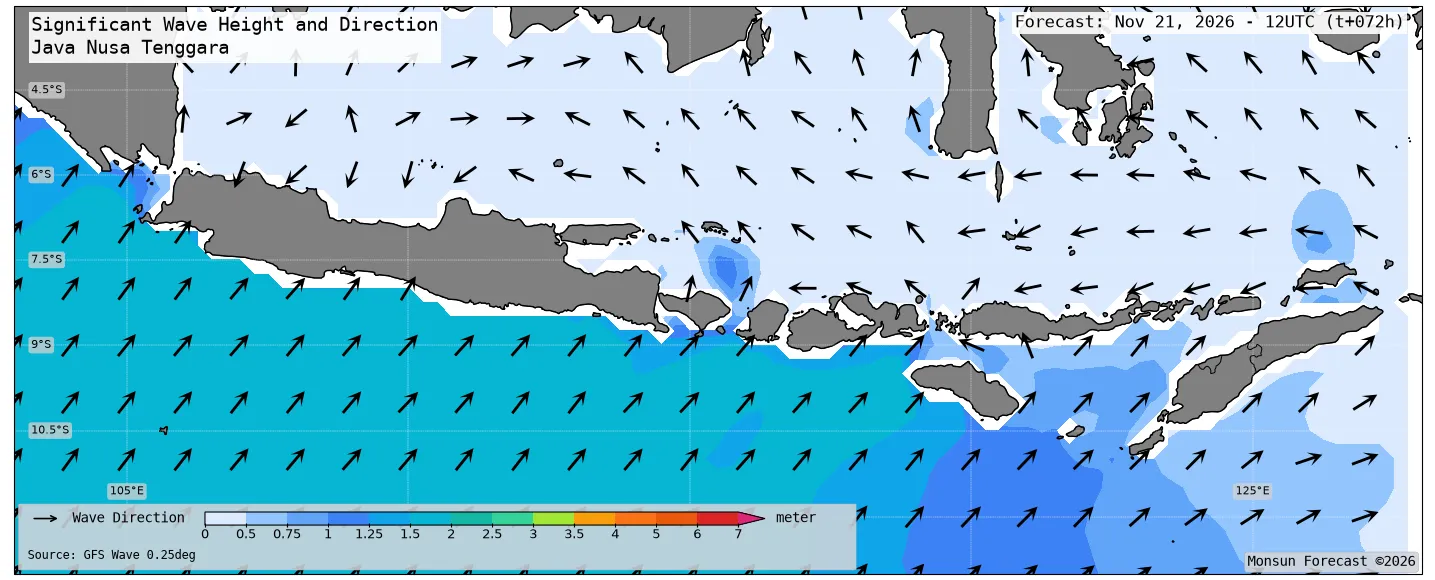 Significant Wave Height and Direction
Java Nusa Tenggara
Forecast: Nov 21, 2026 - 12UTC (t+072h)
4.5°S
6°S
7.5°S
9°S
10.5°S
105°E
125°E
Wave Direction
0 0.5 0.75 1 1.25 1.5 2 2.5 3 3.5 4 5 6 7
meter
Source: GFS Wave 0.25deg
Monsun Forecast ©2026